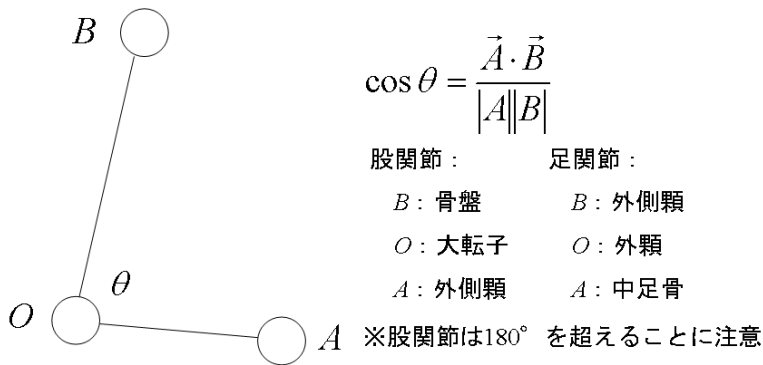 B
cos θ = A⃗ · B⃗ / |A||B|
股関節： 足関節：
B：骨盤 B：外側顆
O：大転子 O：外顆
θ
A：外側顆 A：中足骨
O
A ※股関節は180°を超えることに注意